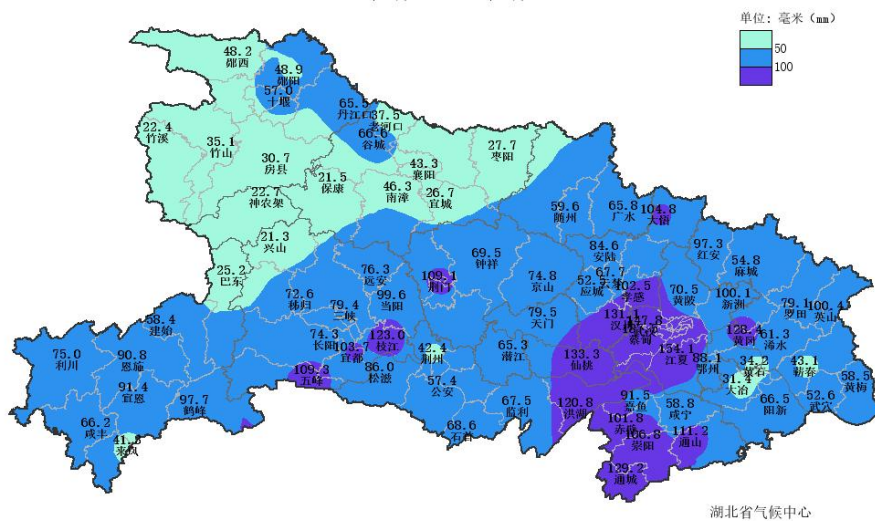 单位: 毫米 (mm)
50
100
48.2
郧西
48.9
郧阳
57.0
十堰
65.5
丹江口
37.5
老河口
66.6
谷城
22.4
竹溪
35.1
竹山
30.7
房县
21.5
保康
43.3
襄阳
27.7
枣阳
46.3
南漳
26.7
宜城
22.7
神农架
21.3
兴山
25.2
巴东
59.6
随州
65.8
广水
104.8
大悟
97.3
红安
54.8
麻城
84.6
安陆
69.5
钟祥
109.1
荆门
76.3
远安
99.6
当阳
74.8
京山
67.7
102.5
孝感
应城
70.5
黄陂
100.1
新洲
79.1
罗田
100.4
英山
72.6
秭归
79.4
三峡
58.4
建始
79.5
天门
131.1
蔡甸
128.4
黄冈
61.3
浠水
74.3
长阳
103.7
宜都
123.0
枝江
42.4
荆州
65.3
潜江
133.3
仙桃
134.1
江夏
88.1
鄂州
34.2
黄石
43.1
蕲春
75.0
利川
90.8
恩施
109.3
五峰
86.0
松滋
57.4
公安
31.4
大冶
58.5
黄梅
91.4
宣恩
97.7
鹤峰
67.5
监利
120.8
洪湖
91.5
嘉鱼
58.8
咸宁
66.5
阳新
52.6
武穴
66.2
咸丰
来凤
68.6
石首
101.8
赤壁
106.8
崇阳
111.2
通山
139.2
通城
湖北省气候中心